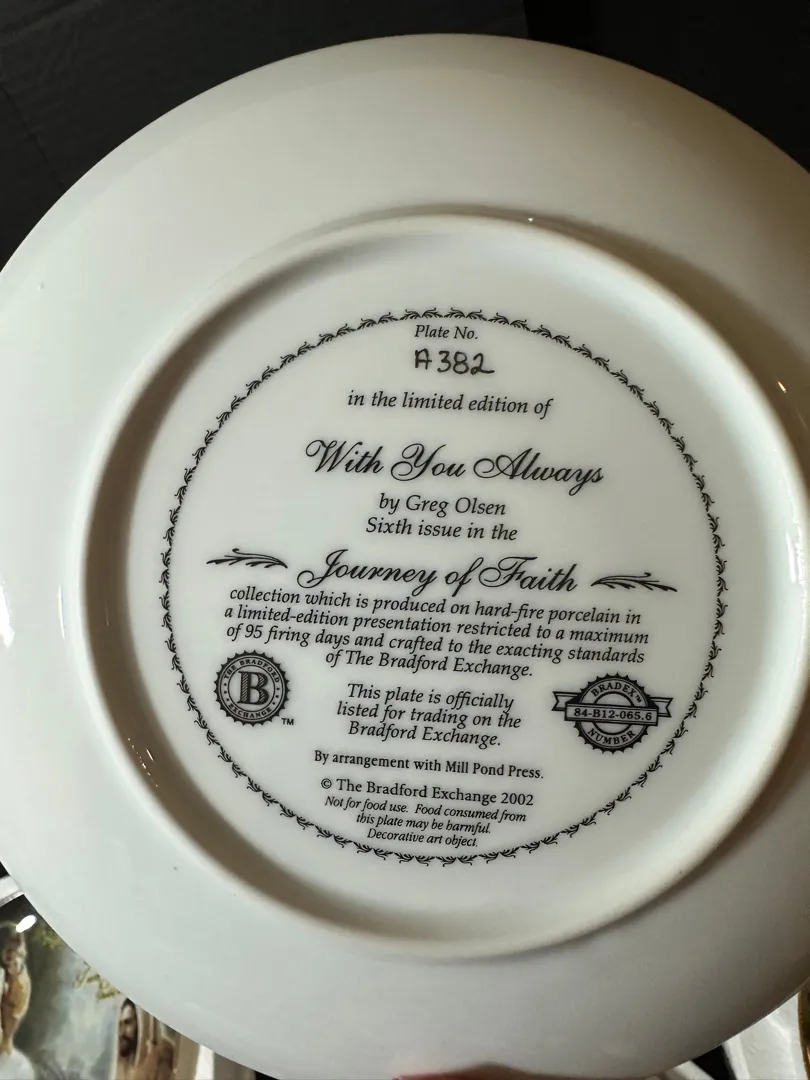 Plate No.
A382
in the limited edition of
With You Always
by Greg Olsen
Sixth issue in the
Journey of Faith
collection which is produced on hard-fire porcelain in
a limited-edition presentation restricted to a maximum
of 95 firing days and crafted to the exacting standards
of The Bradford Exchange.
THE BRADFORD
B
EXCHANGE
TM
This plate is officially
listed for trading on the
Bradford Exchange.
BRADEX™
84-B12-065.6
NUMBER
By arrangement with Mill Pond Press.
© The Bradford Exchange 2002
Not for food use. Food consumed from
this plate may be harmful.
Decorative art object.